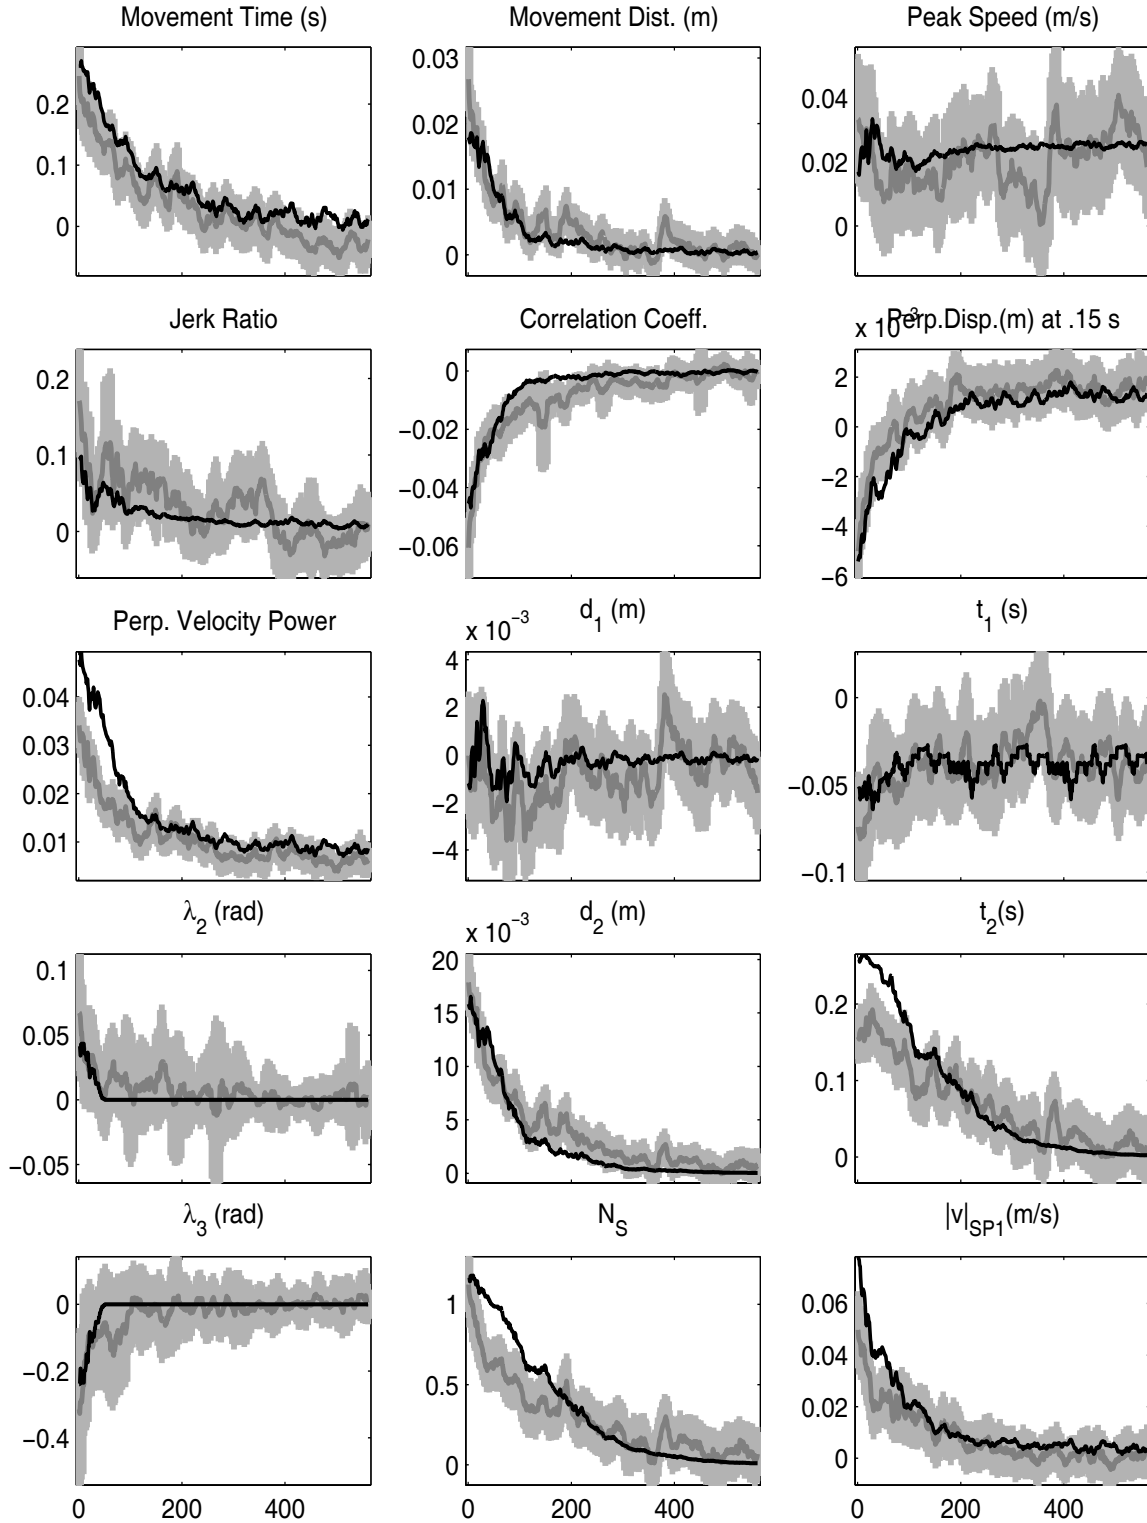 Movement Time (s) Movement Dist. (m) Peak Speed (m/s)
0.2 0.03 0.04
0.1 0.02 0.02
0 0.01 0
0
Jerk Ratio Correlation Coeff. x 10⁻³ Perp.Disp.(m) at .15 s
0.2 0 2
0.1 −0.02 0
0 −0.04 −2
−0.06 −4
−6
Perp. Velocity Power d₁ (m) t₁ (s)
x 10⁻³
0.04 4 0
0.03 2 −0.05
0.02 0 −0.1
0.01 −2
−4
λ₂ (rad) d₂ (m) t₂(s)
x 10⁻³
0.1 20 0.2
0.05 15 0.1
0 10 0
−0.05 5
0
λ₃ (rad) N_S |v|_SP1(m/s)
0 1 0.06
−0.2 0.5 0.04
−0.4 0 0.02
0
0 200 400 0 200 400 0 200 400